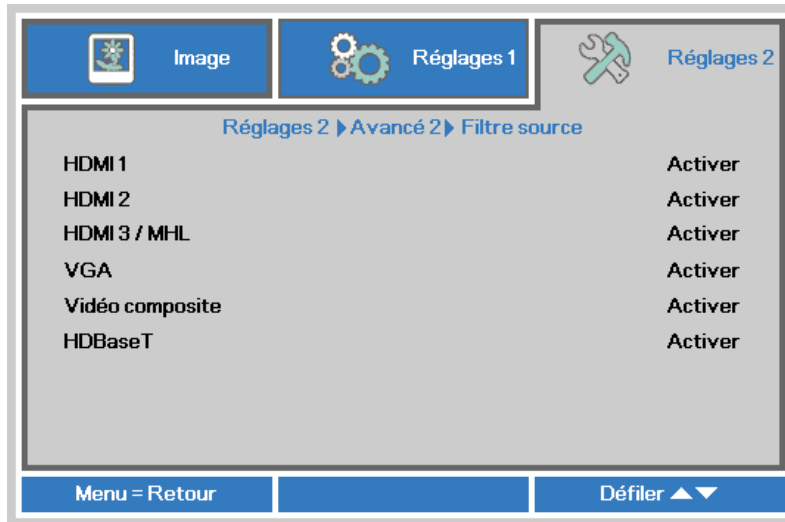 Image
Réglages 1
Réglages 2
Réglages 2 Avancé 2 Filtre source
HDMI 1 Activer
HDMI 2 Activer
HDMI 3 / MHL Activer
VGA Activer
Vidéo composite Activer
HDBaseT Activer
Menu = Retour
Défiler ▲▼